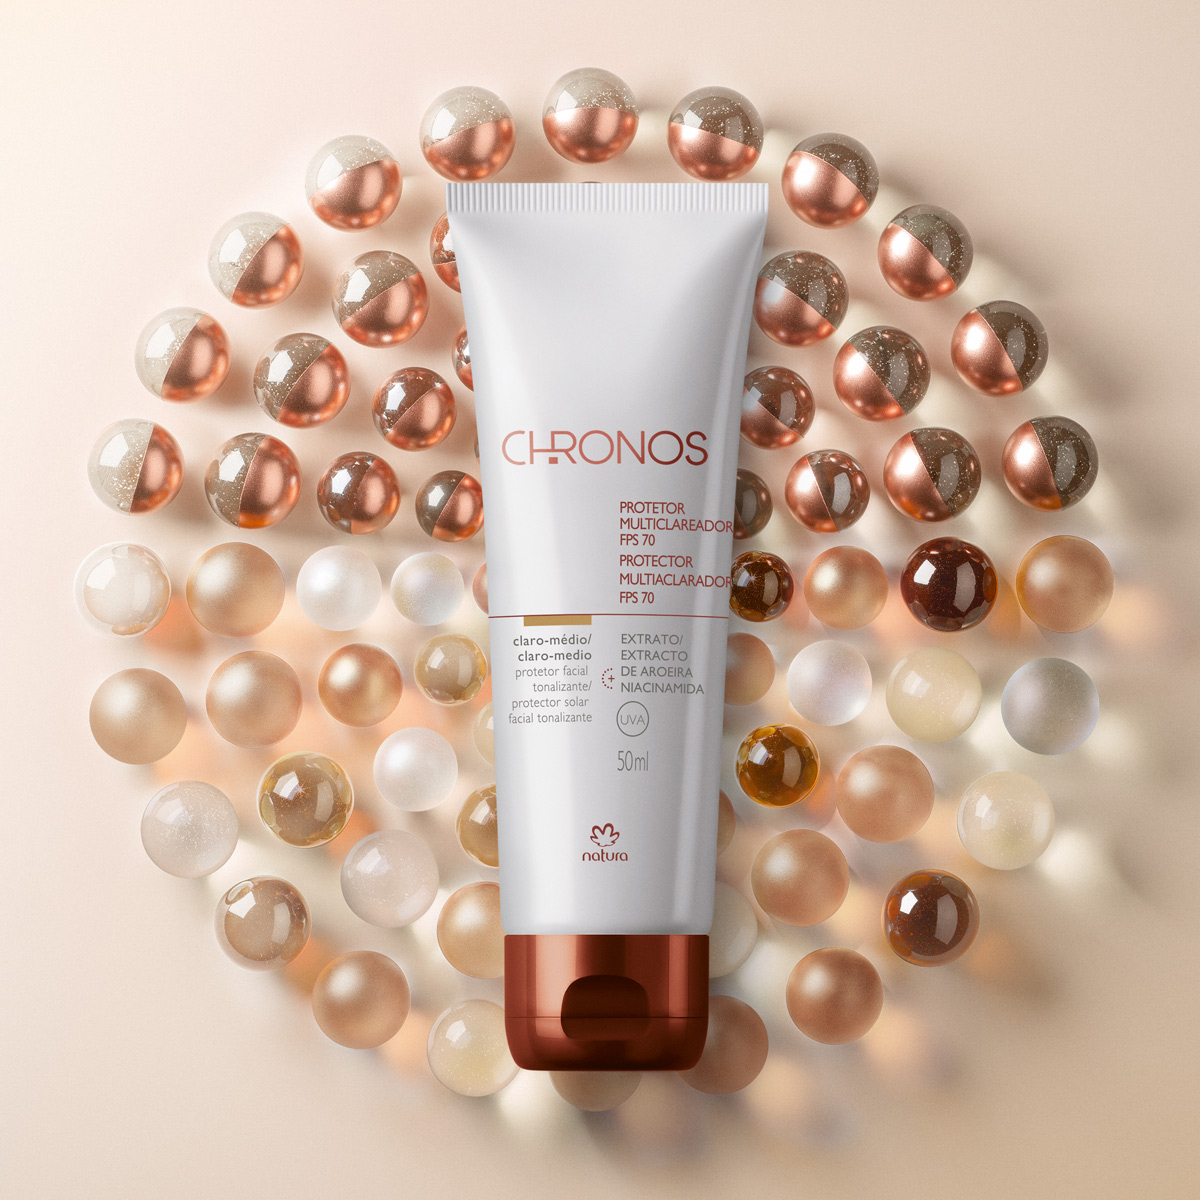 CHRONOS
PROTETOR
MULTICLAREADOR
FPS 70
PROTECTOR
MULTIACLARADOR
FPS 70
claro-médio/
claro-medio
protetor facial
tonalizante/
protector solar
facial tonalizante
EXTRATO/
EXTRACTO
DE AROEIRA
+ NIACINAMIDA
UVA
50ml
natura